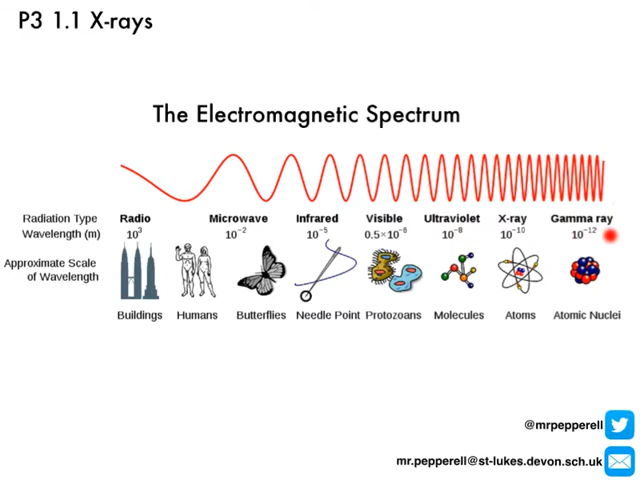 P3 1.1 X-rays
The Electromagnetic Spectrum
Radiation Type Radio Microwave Infrared Visible Ultraviolet X-ray Gamma ray
Wavelength (m) 10³ 10⁻² 10⁻⁵ 0.5×10⁻⁶ 10⁻⁸ 10⁻¹⁰ 10⁻¹²
Approximate Scale
of Wavelength
Buildings Humans Butterflies Needle Point Protozoans Molecules Atoms Atomic Nuclei
@mrpepperell
mr.pepperell@st-lukes.devon.sch.uk